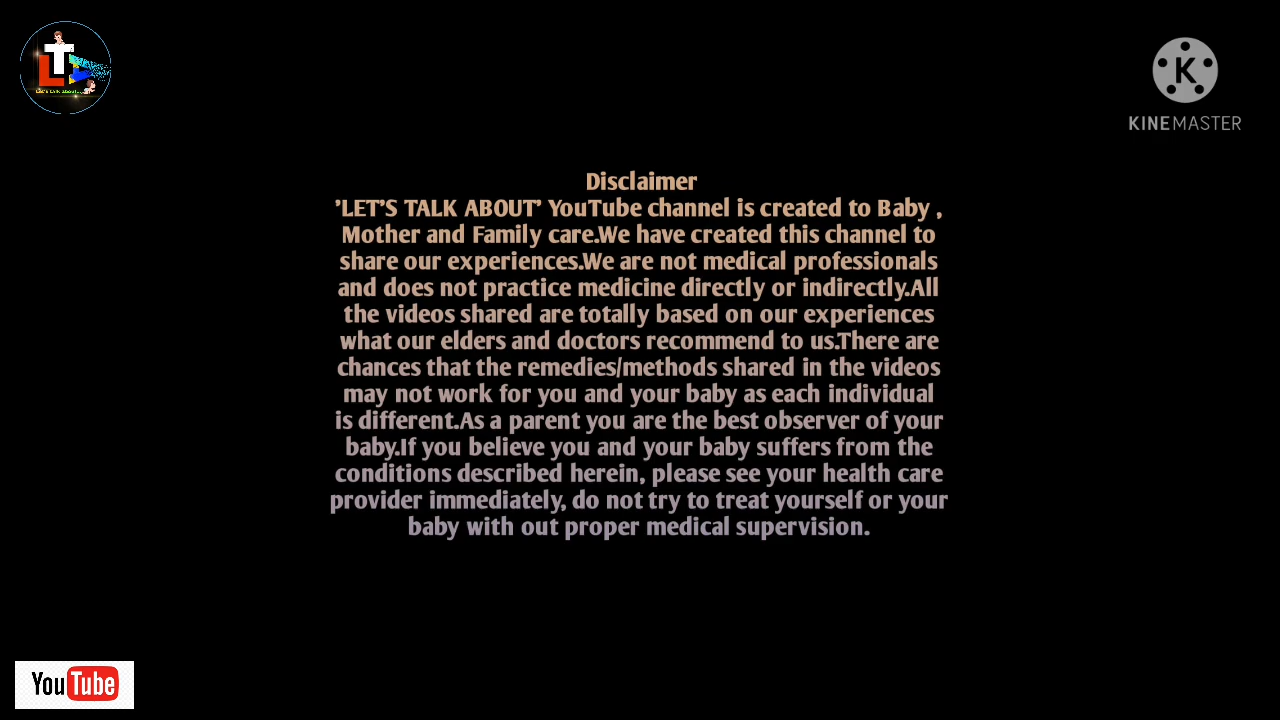 LT
Let's talk about...
K
KINEMASTER
Disclaimer
'LET'S TALK ABOUT' YouTube channel is created to Baby ,
Mother and Family care.We have created this channel to
share our experiences.We are not medical professionals
and does not practice medicine directly or indirectly.All
the videos shared are totally based on our experiences
what our elders and doctors recommend to us.There are
chances that the remedies/methods shared in the videos
may not work for you and your baby as each individual
is different.As a parent you are the best observer of your
baby.If you believe you and your baby suffers from the
conditions described herein, please see your health care
provider immediately, do not try to treat yourself or your
baby with out proper medical supervision.
YouTube